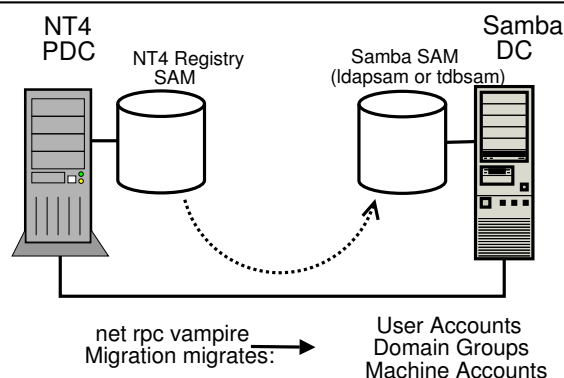 NT4
PDC
NT4 Registry
SAM
Samba SAM
(ldapsam or tdbsam)
Samba
DC
net rpc vampire
Migration migrates:
User Accounts
Domain Groups
Machine Accounts